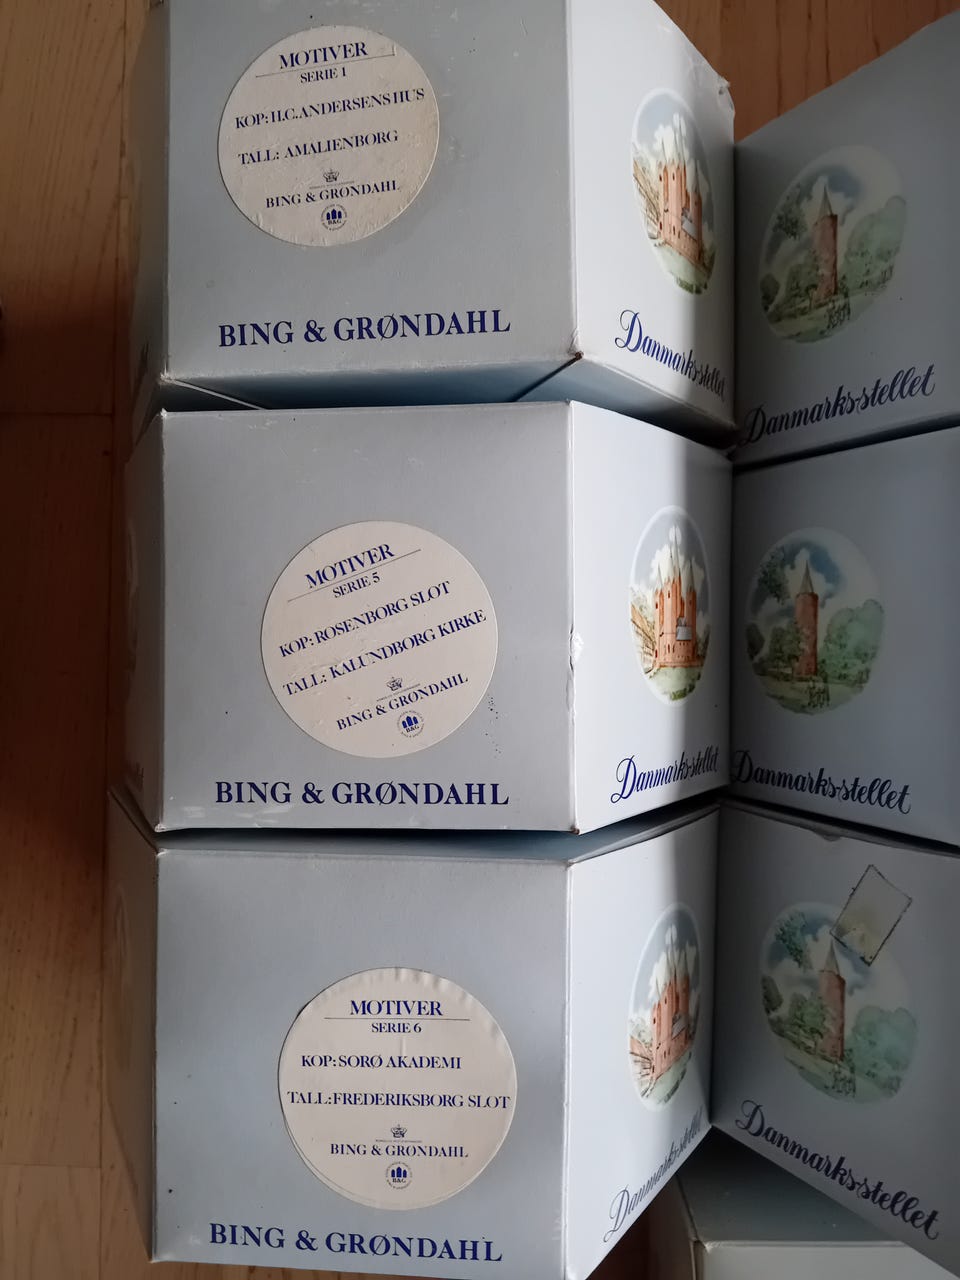 MOTIVER
SERIE 1
KOP: H.C. ANDERSENS HUS
TALL: AMALIENBORG
BING & GRØNDAHL
B&G
BING & GRØNDAHL
Danmarks-stellet
Danmarks-stellet
MOTIVER
SERIE 5
KOP: ROSENBORG SLOT
TALL: KALUNDBORG KIRKE
BING & GRØNDAHL
B&G
BING & GRØNDAHL
Danmarks-stellet
Danmarks-stellet
MOTIVER
SERIE 6
KOP: SORØ AKADEMI
TALL: FREDERIKSBORG SLOT
BING & GRØNDAHL
B&G
BING & GRØNDAHL
Danmarks-stellet
Danmarks-stellet